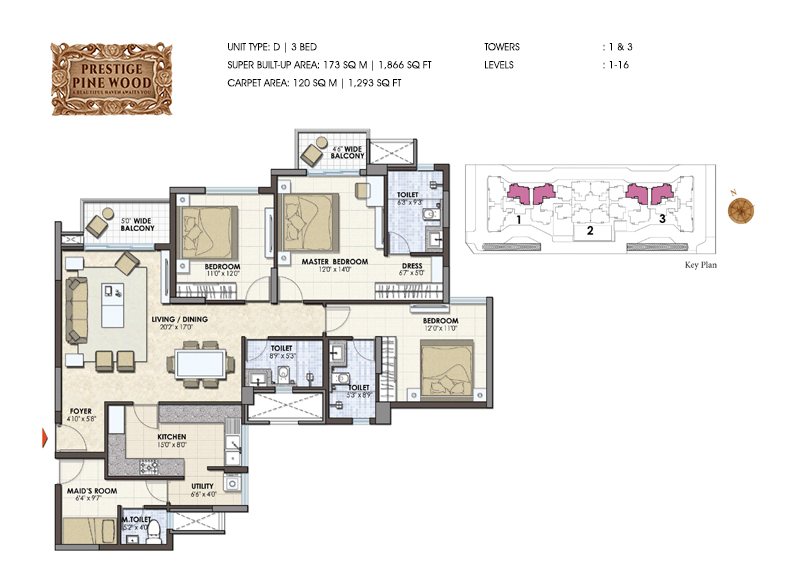 PRESTIGE
PINE WOOD
A BEAUTIFUL HAVEN AWAITS YOU
UNIT TYPE: D | 3 BED
SUPER BUILT-UP AREA: 173 SQ M | 1,866 SQ FT
CARPET AREA: 120 SQ M | 1,293 SQ FT
TOWERS : 1 & 3
LEVELS : 1-16
4'6" WIDE
BALCONY
TOILET
6'3" x 9'3"
5'0" WIDE
BALCONY
BEDROOM
11'0" x 12'0"
MASTER BEDROOM
12'0" x 14'0"
DRESS
6'7" x 5'0"
LIVING / DINING
20'2" x 17'0"
BEDROOM
12'0" x 11'0"
TOILET
8'9" x 5'3"
TOILET
5'3" x 8'9"
FOYER
4'10" x 5'8"
KITCHEN
15'0" x 8'0"
UTILITY
6'6" x 4'0"
MAID'S ROOM
6'4" x 9'7"
M.TOILET
5'2" x 4'0"
1
2
3
N
Key Plan